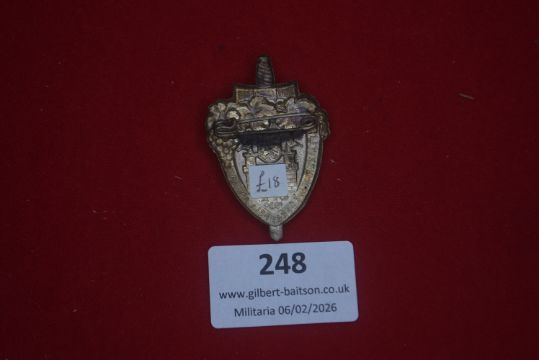 £18
248
www.gilbert-baitson.co.uk
Militaria 06/02/2026